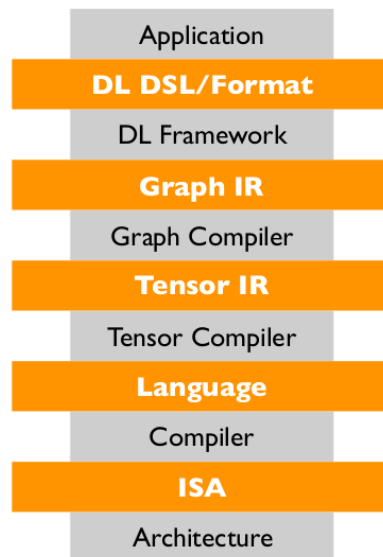 Application
DL DSL/Format
DL Framework
Graph IR
Graph Compiler
Tensor IR
Tensor Compiler
Language
Compiler
ISA
Architecture